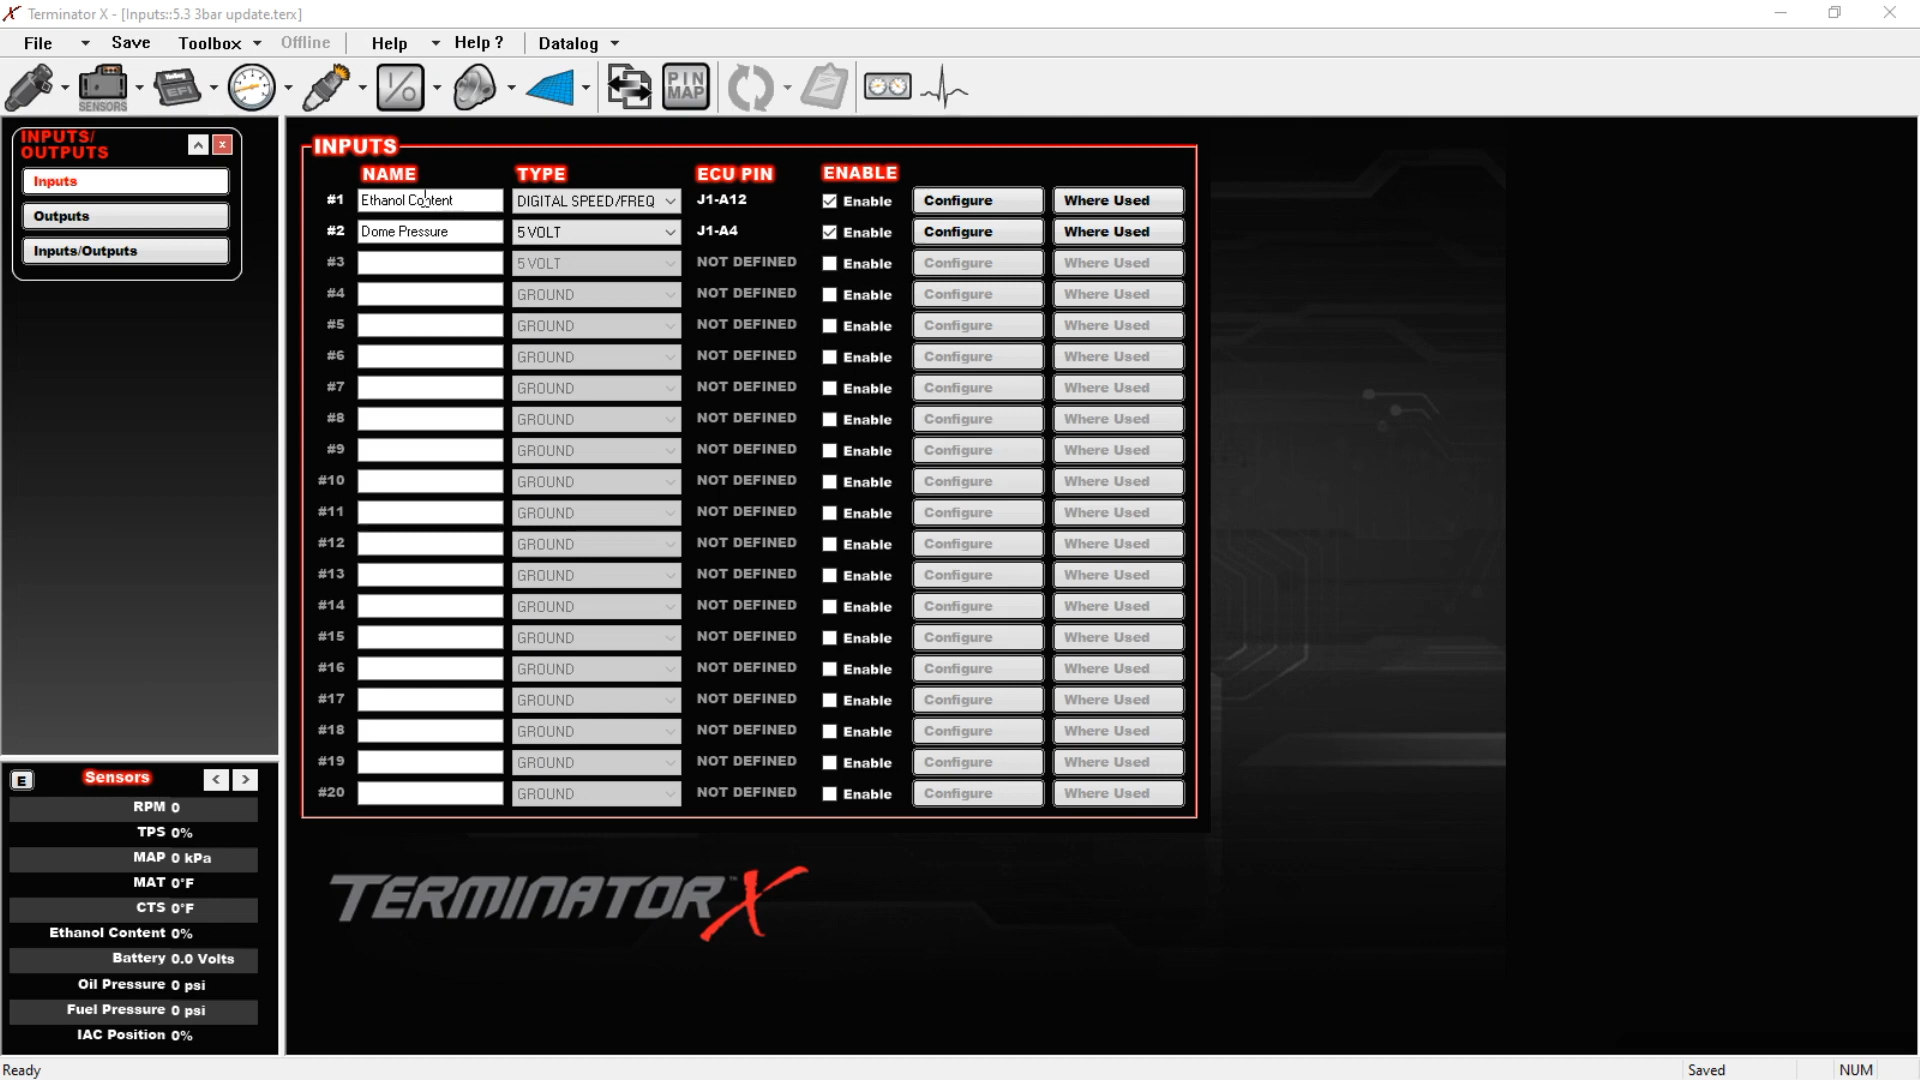 Terminator X - [Inputs::5.3 3bar update.terx]
File Save Toolbox Offline Help Help ? Datalog
SENSORS EFI 1/0 PIN MAP
INPUTS/
OUTPUTS
Inputs
Outputs
Inputs/Outputs
INPUTS
NAME TYPE ECU PIN ENABLE
#1 Ethanol Content DIGITAL SPEED/FREQ J1-A12 Enable Configure Where Used
#2 Dome Pressure 5 VOLT J1-A4 Enable Configure Where Used
#3 5 VOLT NOT DEFINED Enable Configure Where Used
#4 GROUND NOT DEFINED Enable Configure Where Used
#5 GROUND NOT DEFINED Enable Configure Where Used
#6 GROUND NOT DEFINED Enable Configure Where Used
#7 GROUND NOT DEFINED Enable Configure Where Used
#8 GROUND NOT DEFINED Enable Configure Where Used
#9 GROUND NOT DEFINED Enable Configure Where Used
#10 GROUND NOT DEFINED Enable Configure Where Used
#11 GROUND NOT DEFINED Enable Configure Where Used
#12 GROUND NOT DEFINED Enable Configure Where Used
#13 GROUND NOT DEFINED Enable Configure Where Used
#14 GROUND NOT DEFINED Enable Configure Where Used
#15 GROUND NOT DEFINED Enable Configure Where Used
#16 GROUND NOT DEFINED Enable Configure Where Used
#17 GROUND NOT DEFINED Enable Configure Where Used
#18 GROUND NOT DEFINED Enable Configure Where Used
#19 GROUND NOT DEFINED Enable Configure Where Used
#20 GROUND NOT DEFINED Enable Configure Where Used
TERMINATOR X™
E Sensors < >
RPM 0
TPS 0%
MAP 0 kPa
MAT 0°F
CTS 0°F
Ethanol Content 0%
Battery 0.0 Volts
Oil Pressure 0 psi
Fuel Pressure 0 psi
IAC Position 0%
Ready Saved NUM